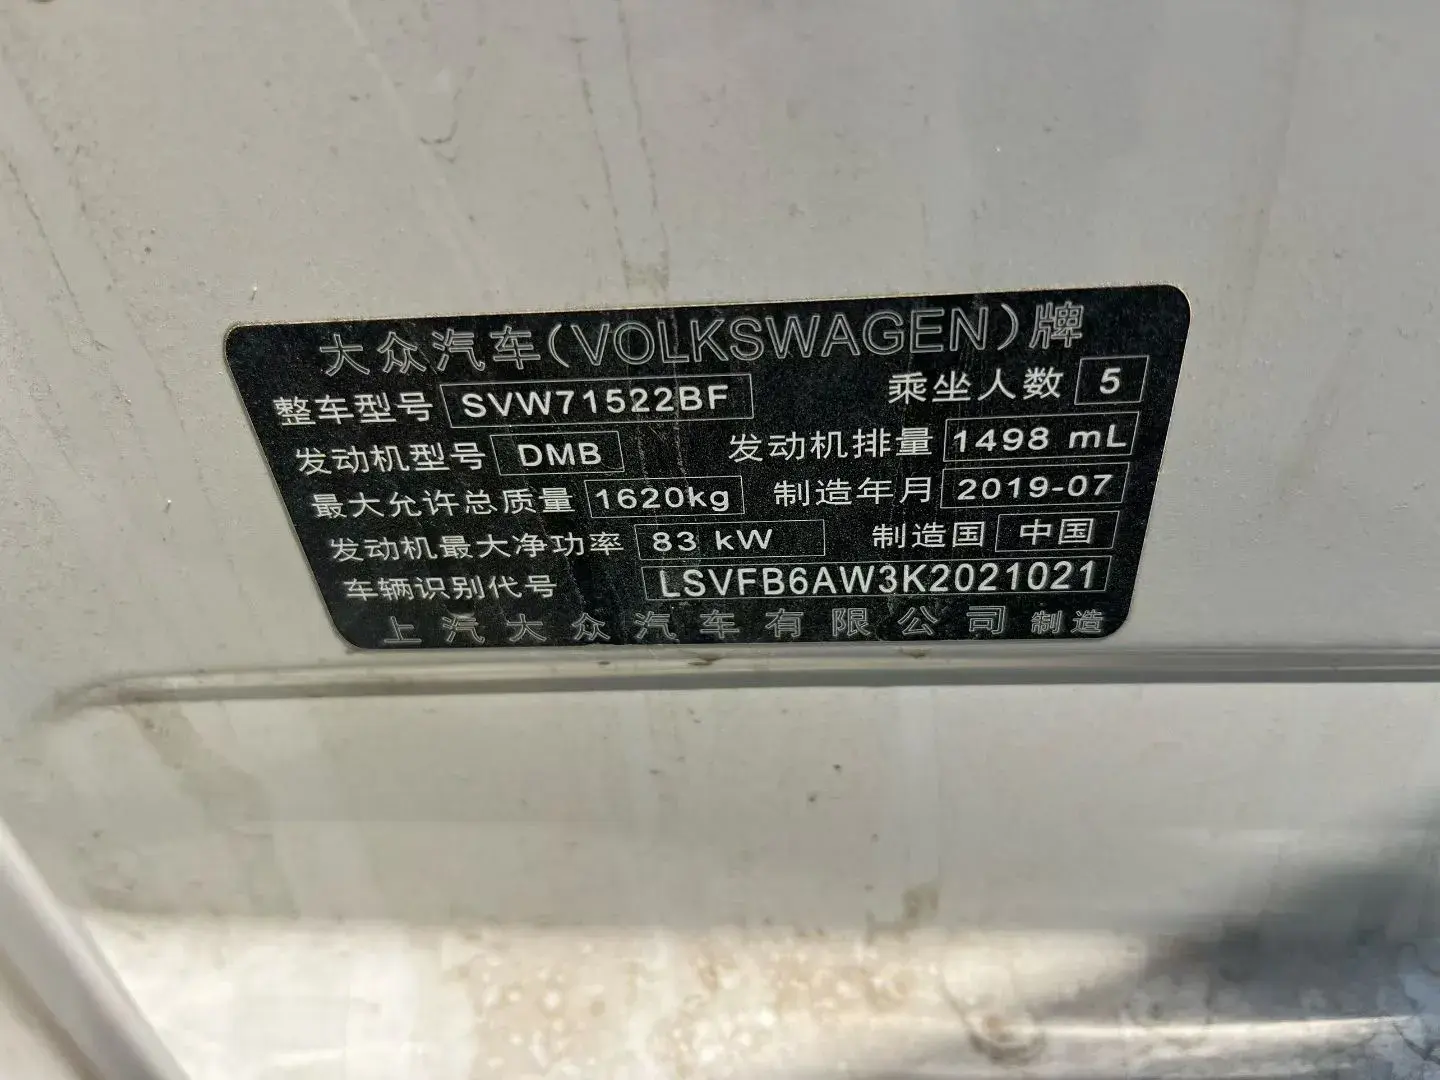 大众汽车(VOLKSWAGEN)牌
整车型号 SVW71522BF 乘坐人数 5
发动机型号 DMB 发动机排量 1498 mL
最大允许总质量 1620kg 制造年月 2019-07
发动机最大净功率 83 kW 制造国 中国
车辆识别代号 LSVFB6AW3K2021021
上汽大众汽车有限公司 制造